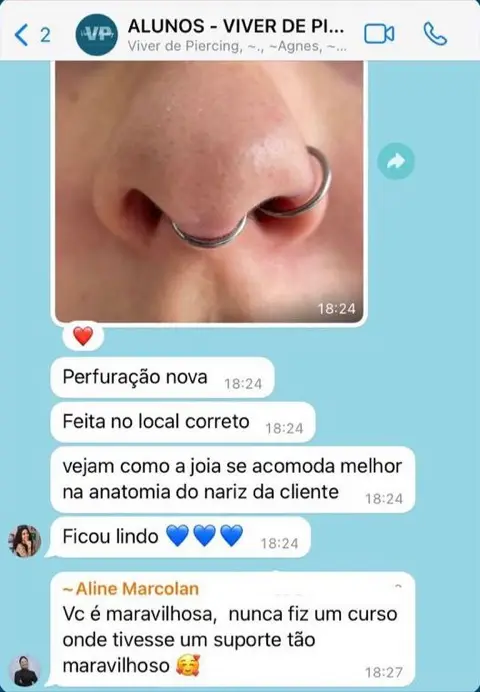 2
VP
ALUNOS - VIVER DE PI...
Viver de Piercing, ~., ~Agnes, ~...
18:24
Perfuração nova 18:24
Feita no local correto 18:24
vejam como a joia se acomoda melhor
na anatomia do nariz da cliente 18:24
Ficou lindo 💙💙💙 18:24
~Aline Marcolan
Vc é maravilhosa, nunca fiz um curso
onde tivesse um suporte tão
maravilhoso 🥰 18:27